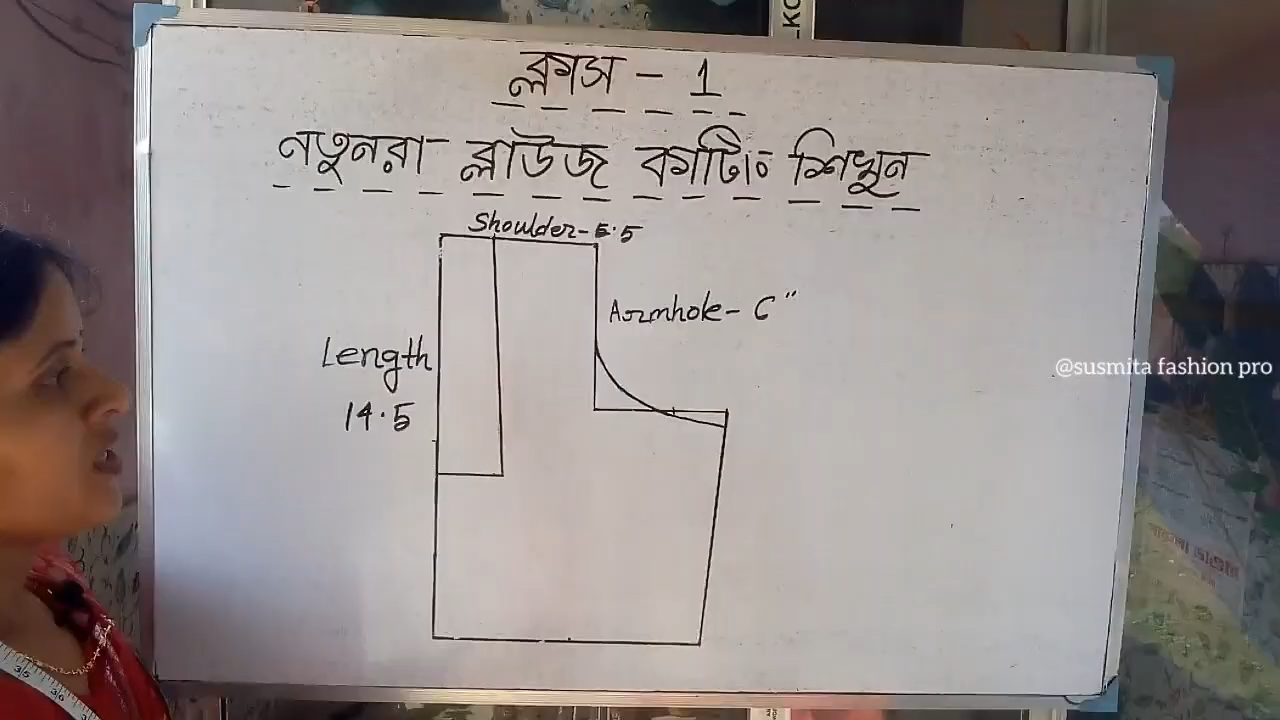 ক্লাস - 1
নতুনরা ব্লাউজ কাটিং শিখুন
Shoulder - 5.5
Armhole - 6"
Length
14.5
@susmita fashion pro